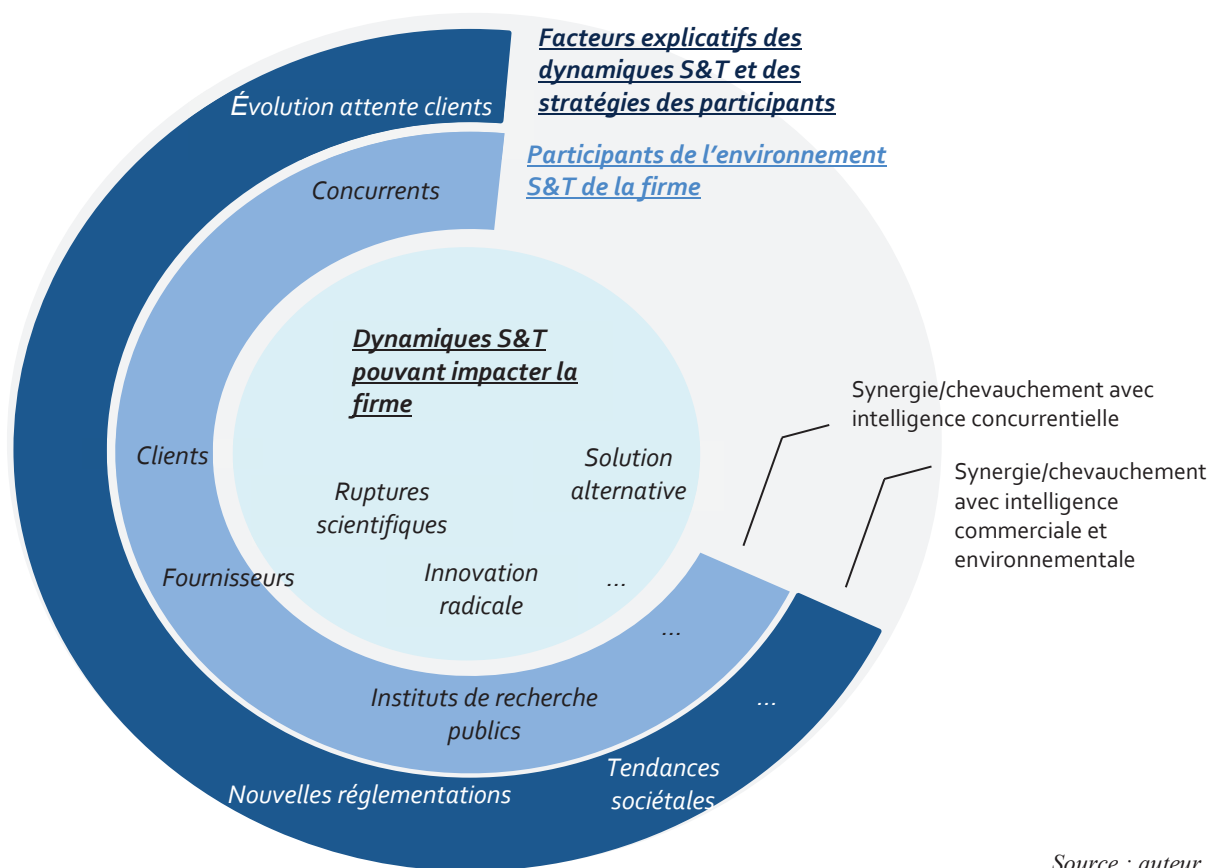 Facteurs explicatifs des
dynamiques S&T et des
stratégies des participants
Évolution attente clients
Participants de l'environnement
S&T de la firme
Concurrents
Dynamiques S&T
pouvant impacter la
firme
Synergie/chevauchement avec
intelligence concurrentielle
Clients
Solution
alternative
Synergie/chevauchement
avec intelligence
commerciale et
environnementale
Ruptures
scientifiques
Fournisseurs
Innovation
radicale
...
...
Instituts de recherche
publics
...
Tendances
sociétales
Nouvelles réglementations
Source : auteur